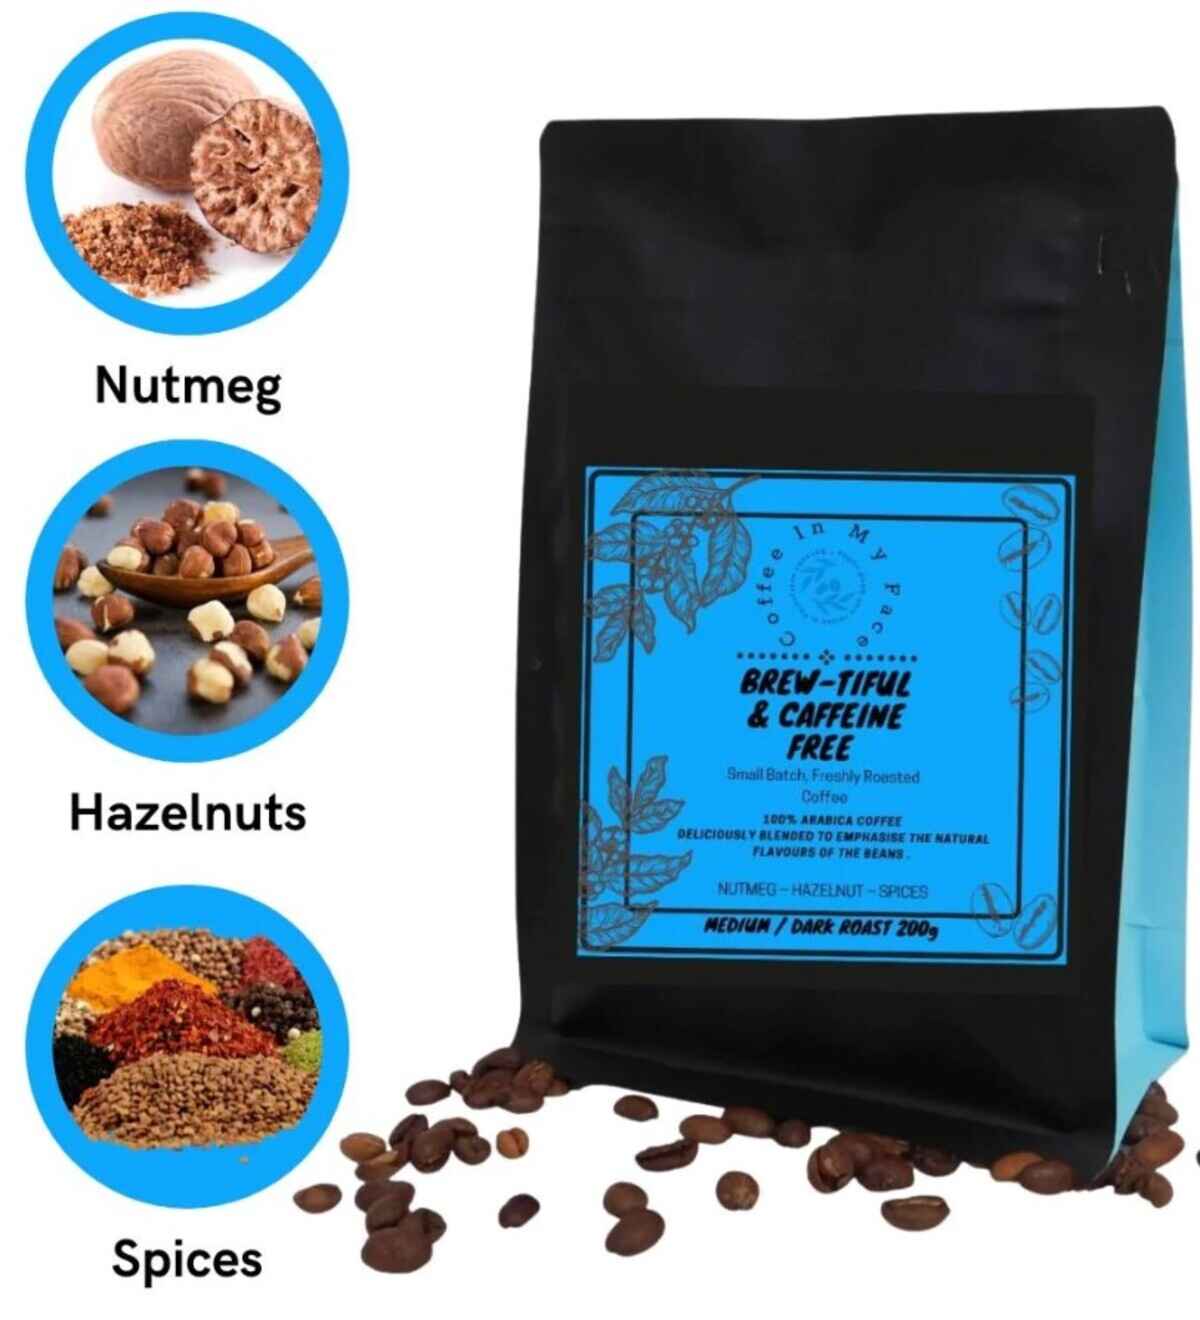 Nutmeg
Hazelnuts
Spices
Coffee In My Face
BREW-TIFUL
& CAFFEINE
FREE
Small Batch, Freshly Roasted
Coffee
100% ARABICA COFFEE
DELICIOUSLY BLENDED TO EMPHASISE THE NATURAL
FLAVOURS OF THE BEANS .
NUTMEG - HAZELNUT - SPICES
MEDIUM / DARK ROAST 200g